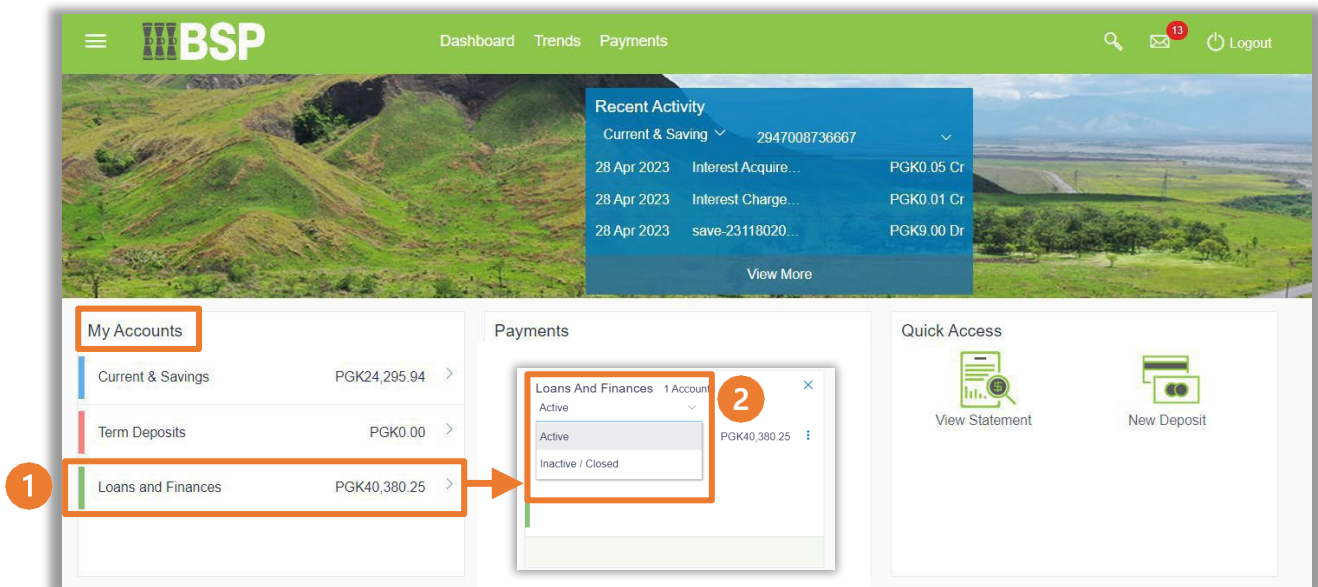 BSP
Dashboard Trends Payments
13
Logout
Recent Activity
Current & Saving 2947008736667
28 Apr 2023 Interest Acquire... PGK0.05 Cr
28 Apr 2023 Interest Charge... PGK0.01 Cr
28 Apr 2023 save-23118020... PGK9.00 Dr
View More
My Accounts
Current & Savings PGK24,295.94
Term Deposits PGK0.00
1
Loans and Finances PGK40,380.25
Payments
Loans And Finances 1 Account
2
Active
Active
PGK40,380.25
Inactive / Closed
Quick Access
View Statement
New Deposit